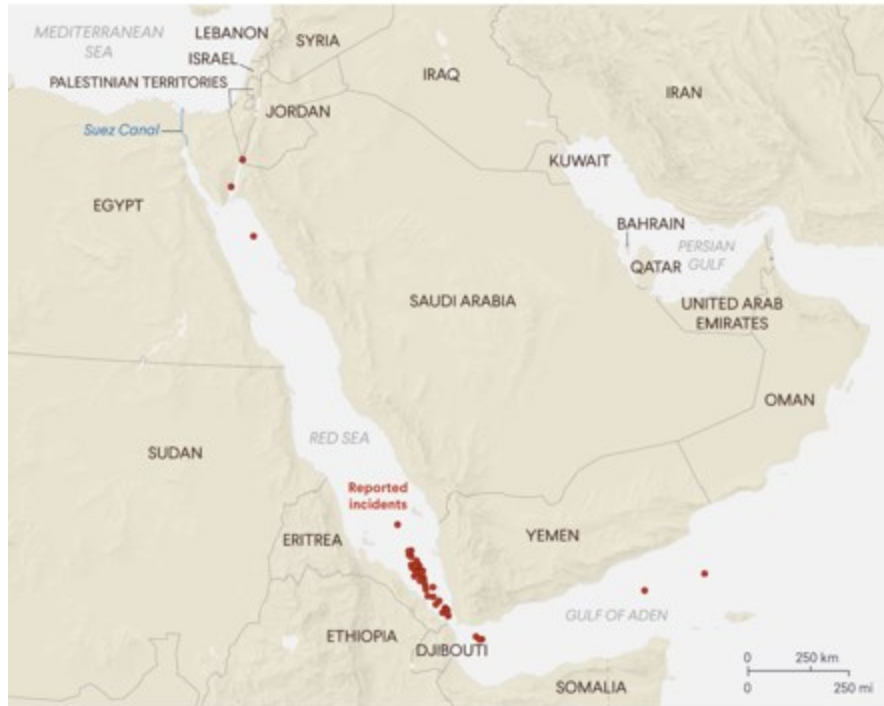 MEDITERRANEAN
SEA
LEBANON
SYRIA
ISRAEL
PALESTINIAN TERRITORIES
IRAQ
IRAN
JORDAN
Suez Canal
KUWAIT
EGYPT
BAHRAIN
PERSIAN
GULF
QATAR
SAUDI ARABIA
UNITED ARAB
EMIRATES
OMAN
RED SEA
SUDAN
Reported
incidents
ERITREA
YEMEN
GULF OF ADEN
ETHIOPIA
DJIBOUTI
SOMALIA
0 250 km
0 250 mi